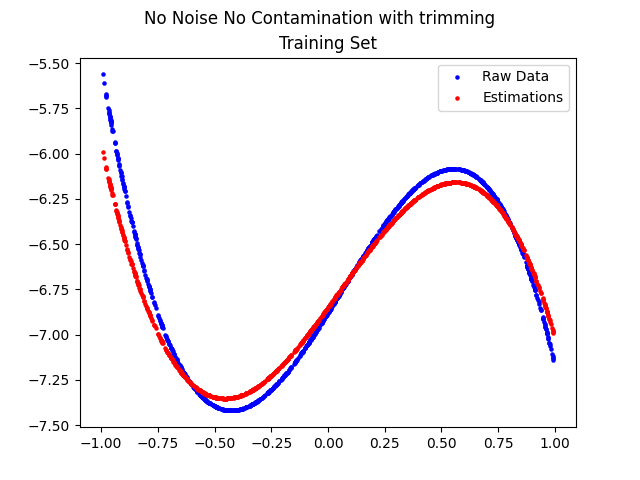 No Noise No Contamination with trimming
Training Set
Raw Data
Estimations
−5.50
−5.75
−6.00
−6.25
−6.50
−6.75
−7.00
−7.25
−7.50
−1.00 −0.75 −0.50 −0.25 0.00 0.25 0.50 0.75 1.00